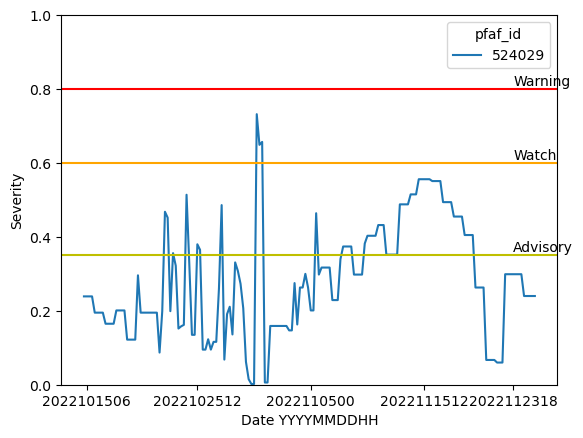 1.0
0.8
0.6
0.4
0.2
0.0
Severity
pfaf_id
524029
Warning
Watch
Advisory
2022101506
2022102512
2022110500
2022111512
2022112318
Date YYYYMMDDHH